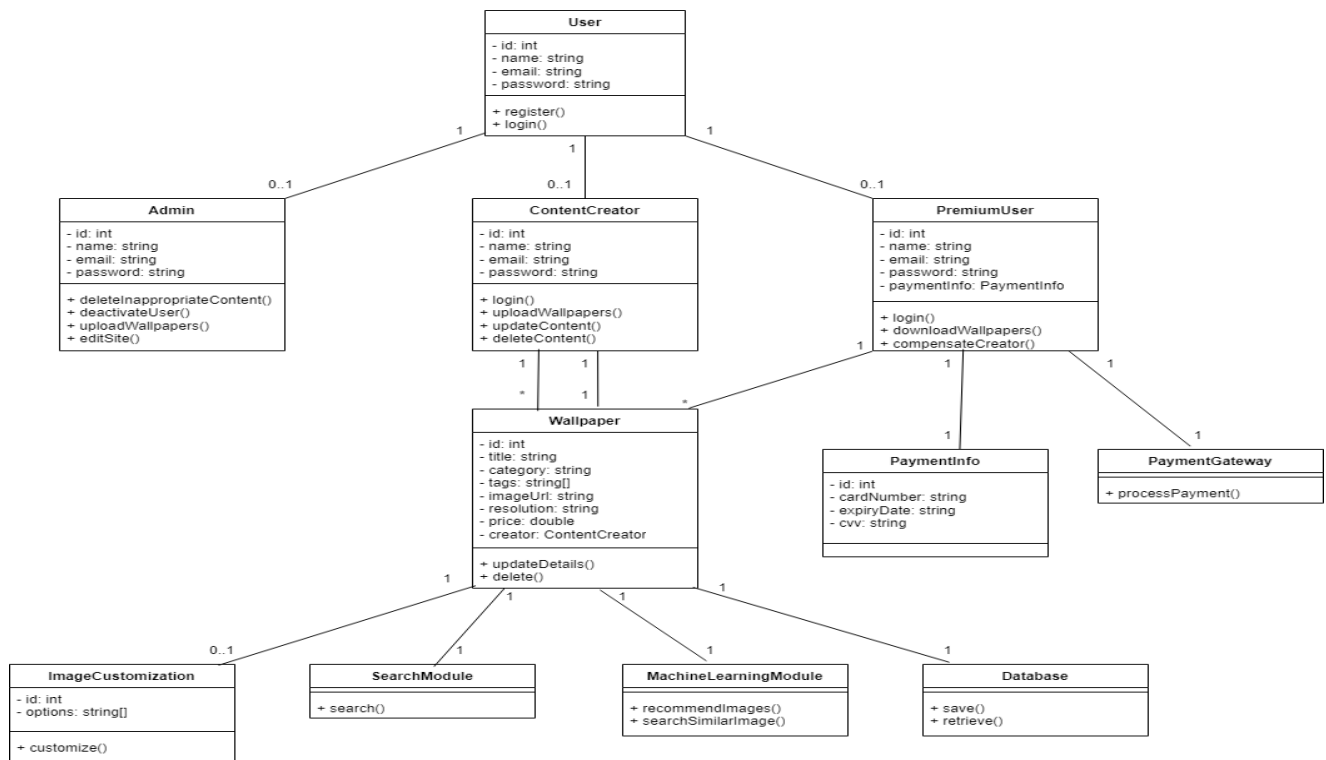 User
- id: int
- name: string
- email: string
- password: string
+ register()
+ login()
1
1
1
0..1
0..1
0..1
Admin
- id: int
- name: string
- email: string
- password: string
+ deleteInappropriateContent()
+ deactivateUser()
+ uploadWallpapers()
+ editSite()
ContentCreator
- id: int
- name: string
- email: string
- password: string
+ login()
+ uploadWallpapers()
+ updateContent()
+ deleteContent()
PremiumUser
- id: int
- name: string
- email: string
- password: string
- paymentInfo: PaymentInfo
+ login()
+ downloadWallpapers()
+ compensateCreator()
1
1
1
1
1
*
1
*
1
1
Wallpaper
- id: int
- title: string
- category: string
- tags: string[]
- imageUrl: string
- resolution: string
- price: double
- creator: ContentCreator
+ updateDetails()
+ delete()
PaymentInfo
- id: int
- cardNumber: string
- expiryDate: string
- cvv: string
PaymentGateway
+ processPayment()
1
1
1
1
0..1
1
1
1
ImageCustomization
- id: int
- options: string[]
+ customize()
SearchModule
+ search()
MachineLearningModule
+ recommendImages()
+ searchSimilarImage()
Database
+ save()
+ retrieve()